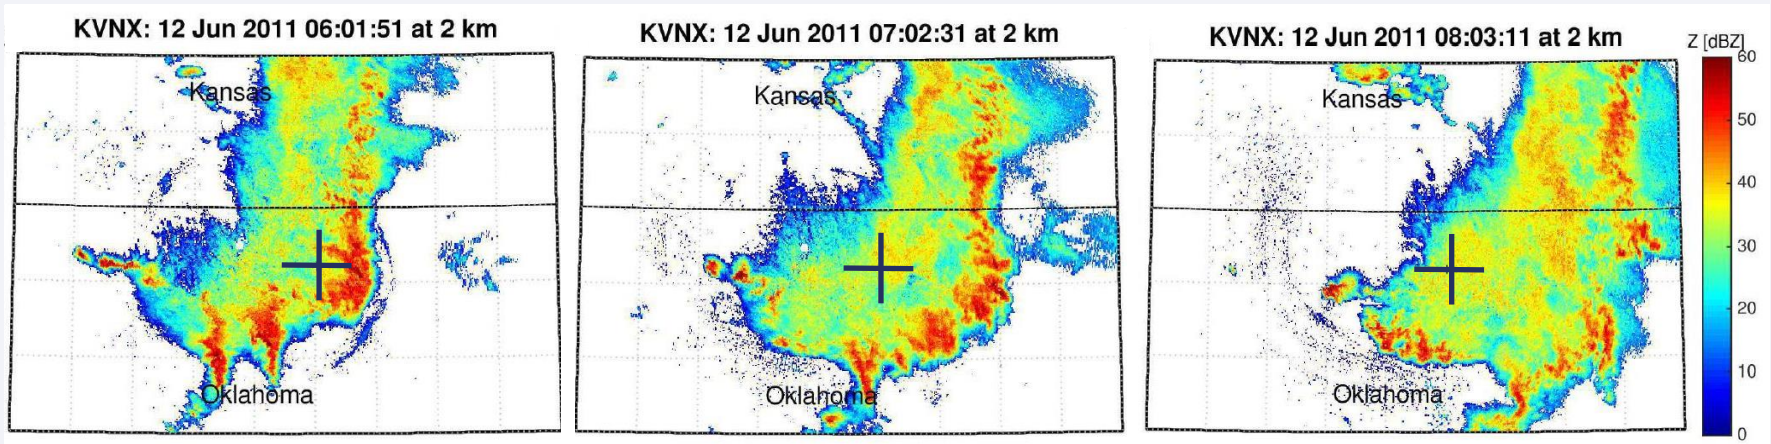 KVNX: 12 Jun 2011 06:01:51 at 2 km
Kansas
Oklahoma
KVNX: 12 Jun 2011 07:02:31 at 2 km
Kansas
Oklahoma
KVNX: 12 Jun 2011 08:03:11 at 2 km
Kansas
Oklahoma
Z [dBZ]
60
50
40
30
20
10
0